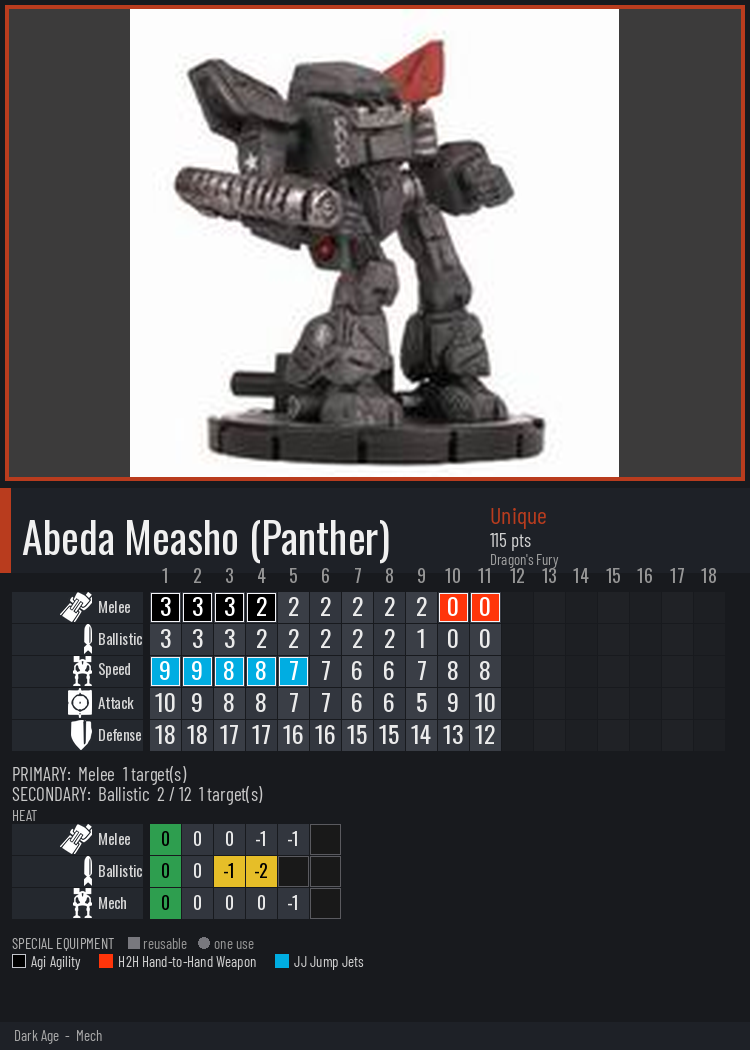 Abeda Measho (Panther)
Unique
115 pts
Dragon's Fury
1 2 3 4 5 6 7 8 9 10 11 12 13 14 15 16 17 18
Melee 3 3 3 2 2 2 2 2 2 0 0
Ballistic 3 3 3 2 2 2 2 2 1 0 0
Speed 9 9 8 8 7 7 6 6 7 8 8
Attack 10 9 8 8 7 7 6 6 5 9 10
Defense 18 18 17 17 16 16 15 15 14 13 12
PRIMARY: Melee 1 target(s)
SECONDARY: Ballistic 2 / 12 1 target(s)
HEAT
Melee 0 0 0 -1 -1
Ballistic 0 0 -1 -2
Mech 0 0 0 0 -1
SPECIAL EQUIPMENT reusable one use
Agi Agility H2H Hand-to-Hand Weapon JJ Jump Jets
Dark Age - Mech